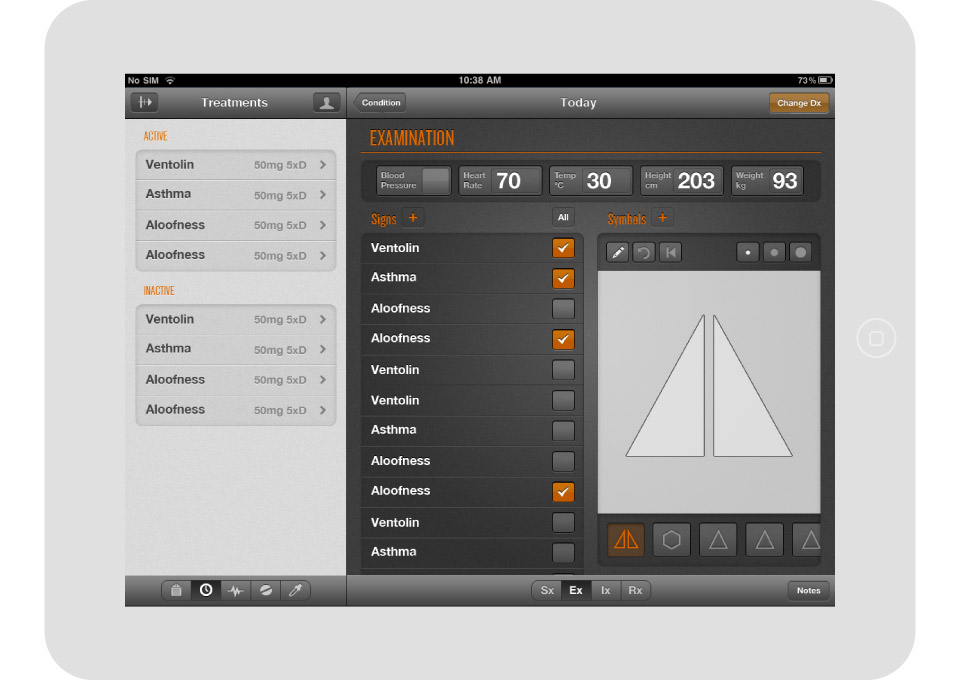 No SIM 10:38 AM 73%
Treatments
Condition Today Change Dx
ACTIVE
Ventolin 50mg 5xD
Asthma 50mg 5xD
Aloofness 50mg 5xD
Aloofness 50mg 5xD
INACTIVE
Ventolin 50mg 5xD
Asthma 50mg 5xD
Aloofness 50mg 5xD
Aloofness 50mg 5xD
EXAMINATION
Blood
Pressure
Heart
Rate 70
Temp
°C 30
Height
cm 203
Weight
kg 93
Signs + All
Ventolin
Asthma
Aloofness
Aloofness
Ventolin
Ventolin
Asthma
Aloofness
Aloofness
Ventolin
Asthma
Symbols +
Sx Ex Ix Rx Notes